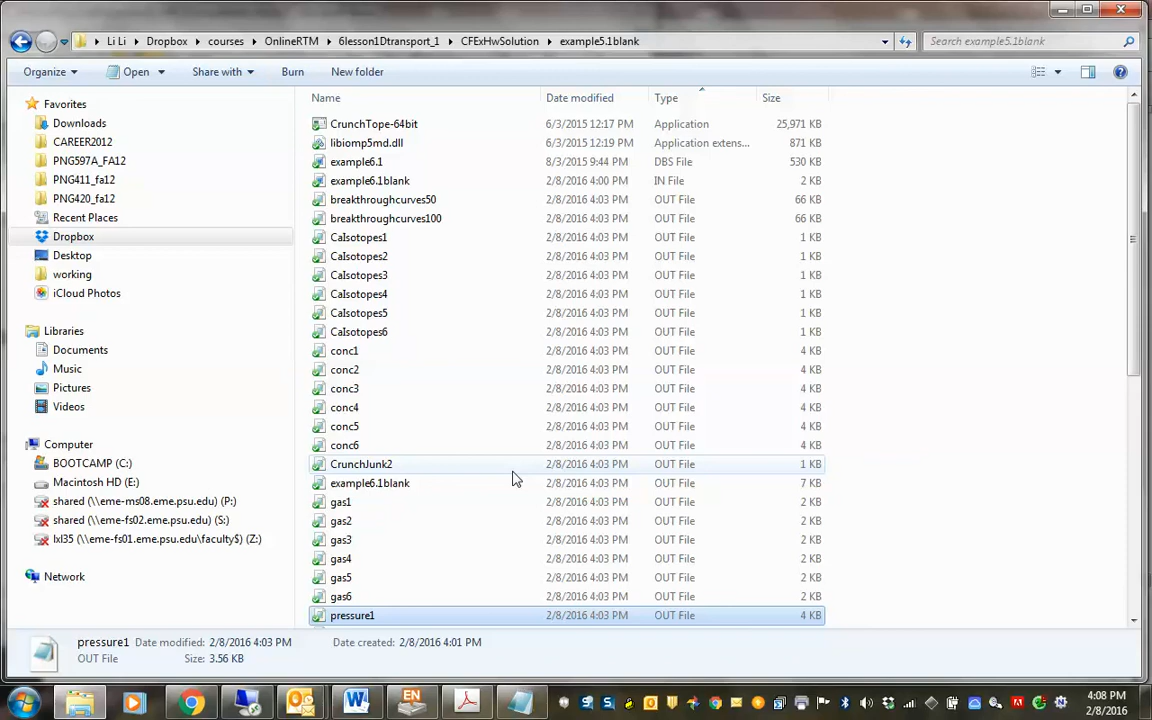 Li Li Dropbox courses OnlineRTM 6lesson1Dtransport_1 CFExHwSolution example5.1blank
Search example5.1blank
Organize Open Share with Burn New folder
Favorites
Downloads
CAREER2012
PNG597A_FA12
PNG411_fa12
PNG420_fa12
Recent Places
Dropbox
Desktop
working
iCloud Photos
Libraries
Documents
Music
Pictures
Videos
Computer
BOOTCAMP (C:)
Macintosh HD (E:)
shared (\\eme-ms08.eme.psu.edu) (P:)
shared (\\eme-fs02.eme.psu.edu) (S:)
lxl35 (\\eme-fs01.eme.psu.edu\faculty$) (Z:)
Network
Name Date modified Type Size
CrunchTope-64bit 6/3/2015 12:17 PM Application 25,971 KB
libiomp5md.dll 6/3/2015 12:19 PM Application extens... 871 KB
example6.1 8/3/2015 9:44 PM DBS File 530 KB
example6.1blank 2/8/2016 4:00 PM IN File 2 KB
breakthroughcurves50 2/8/2016 4:03 PM OUT File 66 KB
breakthroughcurves100 2/8/2016 4:03 PM OUT File 66 KB
CaIsotopes1 2/8/2016 4:03 PM OUT File 1 KB
CaIsotopes2 2/8/2016 4:03 PM OUT File 1 KB
CaIsotopes3 2/8/2016 4:03 PM OUT File 1 KB
CaIsotopes4 2/8/2016 4:03 PM OUT File 1 KB
CaIsotopes5 2/8/2016 4:03 PM OUT File 1 KB
CaIsotopes6 2/8/2016 4:03 PM OUT File 1 KB
conc1 2/8/2016 4:03 PM OUT File 4 KB
conc2 2/8/2016 4:03 PM OUT File 4 KB
conc3 2/8/2016 4:03 PM OUT File 4 KB
conc4 2/8/2016 4:03 PM OUT File 4 KB
conc5 2/8/2016 4:03 PM OUT File 4 KB
conc6 2/8/2016 4:03 PM OUT File 4 KB
CrunchJunk2 2/8/2016 4:03 PM OUT File 1 KB
example6.1blank 2/8/2016 4:03 PM OUT File 7 KB
gas1 2/8/2016 4:03 PM OUT File 2 KB
gas2 2/8/2016 4:03 PM OUT File 2 KB
gas3 2/8/2016 4:03 PM OUT File 2 KB
gas4 2/8/2016 4:03 PM OUT File 2 KB
gas5 2/8/2016 4:03 PM OUT File 2 KB
gas6 2/8/2016 4:03 PM OUT File 2 KB
pressure1 2/8/2016 4:03 PM OUT File 4 KB
pressure1 Date modified: 2/8/2016 4:03 PM Date created: 2/8/2016 4:01 PM
OUT File Size: 3.56 KB
EN
4:08 PM
2/8/2016